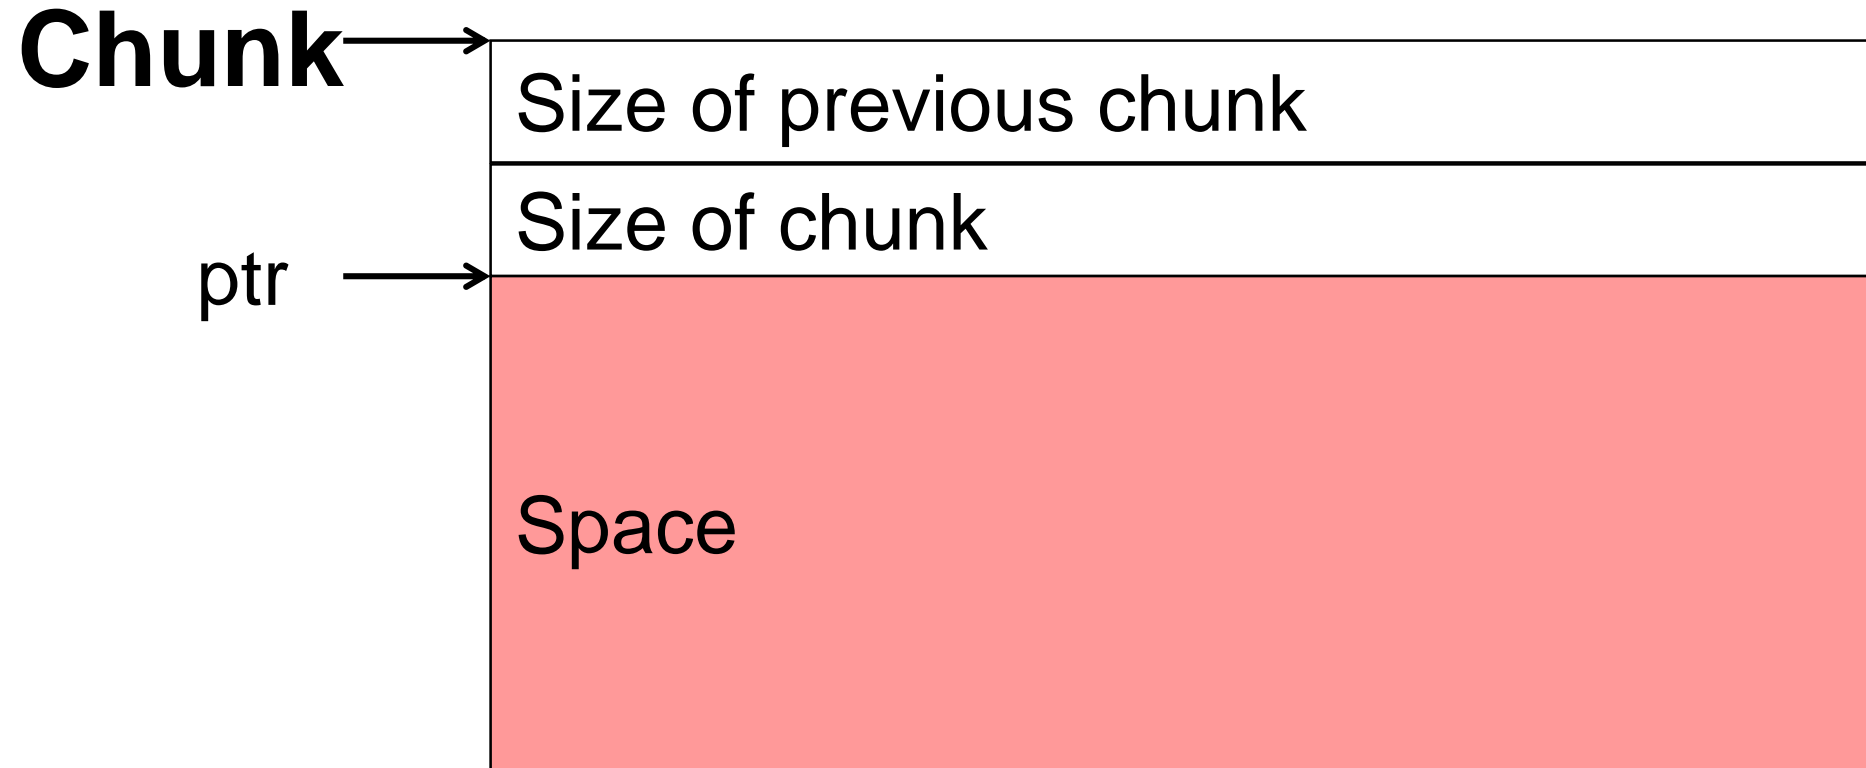 Chunk
Size of previous chunk
Size of chunk
ptr
Space